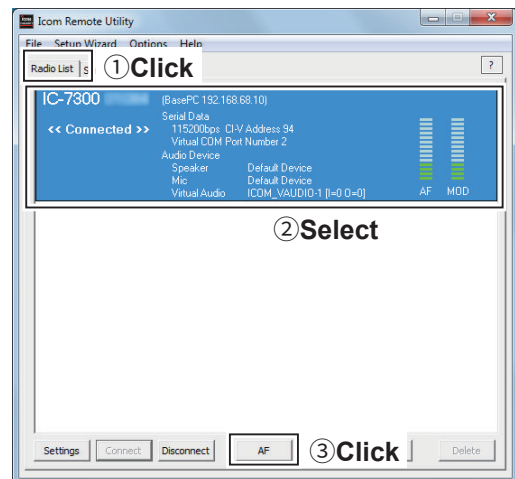 Icom Remote Utility
File Setup Wizard Options Help
Radio List S ①Click ?
IC-7300 (BasePC 192.168.68.10)
<< Connected >>
Serial Data
115200bps CI-V Address 94
Virtual COM Port Number 2
Audio Device
Speaker Default Device
Mic Default Device
Virtual Audio ICOM_VAUDIO-1 [I=0 O=0]
AF MOD
②Select
Settings Connect Disconnect AF ③Click Delete